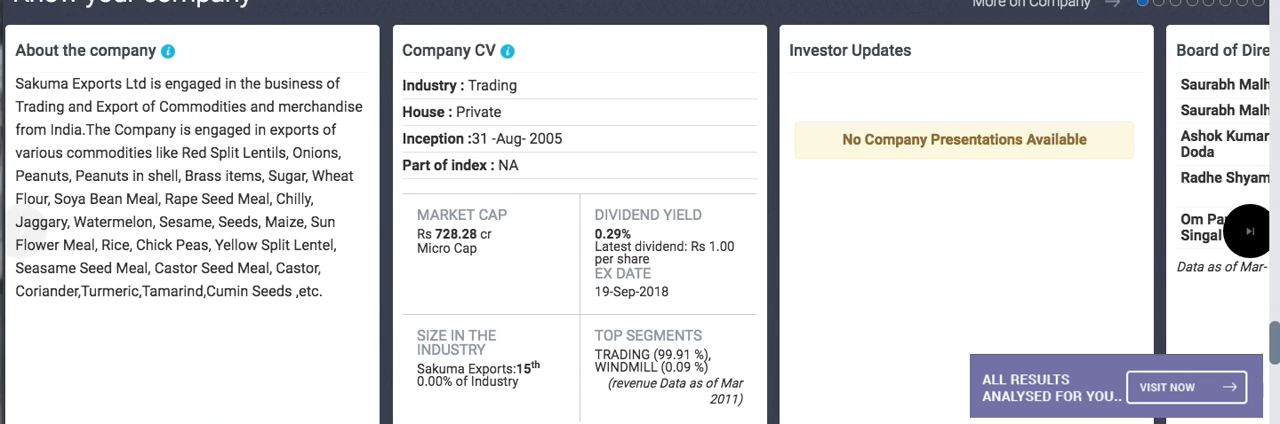 Know your company
More on Company →
About the company i
Sakuma Exports Ltd is engaged in the business of
Trading and Export of Commodities and merchandise
from India.The Company is engaged in exports of
various commodities like Red Split Lentils, Onions,
Peanuts, Peanuts in shell, Brass items, Sugar, Wheat
Flour, Soya Bean Meal, Rape Seed Meal, Chilly,
Jaggary, Watermelon, Sesame, Seeds, Maize, Sun
Flower Meal, Rice, Chick Peas, Yellow Split Lentel,
Seasame Seed Meal, Castor Seed Meal, Castor,
Coriander,Turmeric,Tamarind,Cumin Seeds ,etc.
Company CV i
Industry : Trading
House : Private
Inception :31 -Aug- 2005
Part of index : NA
MARKET CAP
Rs 728.28 cr
Micro Cap
DIVIDEND YIELD
0.29%
Latest dividend: Rs 1.00
per share
EX DATE
19-Sep-2018
SIZE IN THE
INDUSTRY
Sakuma Exports:15th
0.00% of Industry
TOP SEGMENTS
TRADING (99.91 %),
WINDMILL (0.09 %)
(revenue Data as of Mar
2011)
Investor Updates
No Company Presentations Available
Board of Dire
Saurabh Malh
Saurabh Malh
Ashok Kumar
Doda
Radhe Shyam
Om Pa
Singal
Data as of Mar-
ALL RESULTS
ANALYSED FOR YOU..
VISIT NOW →